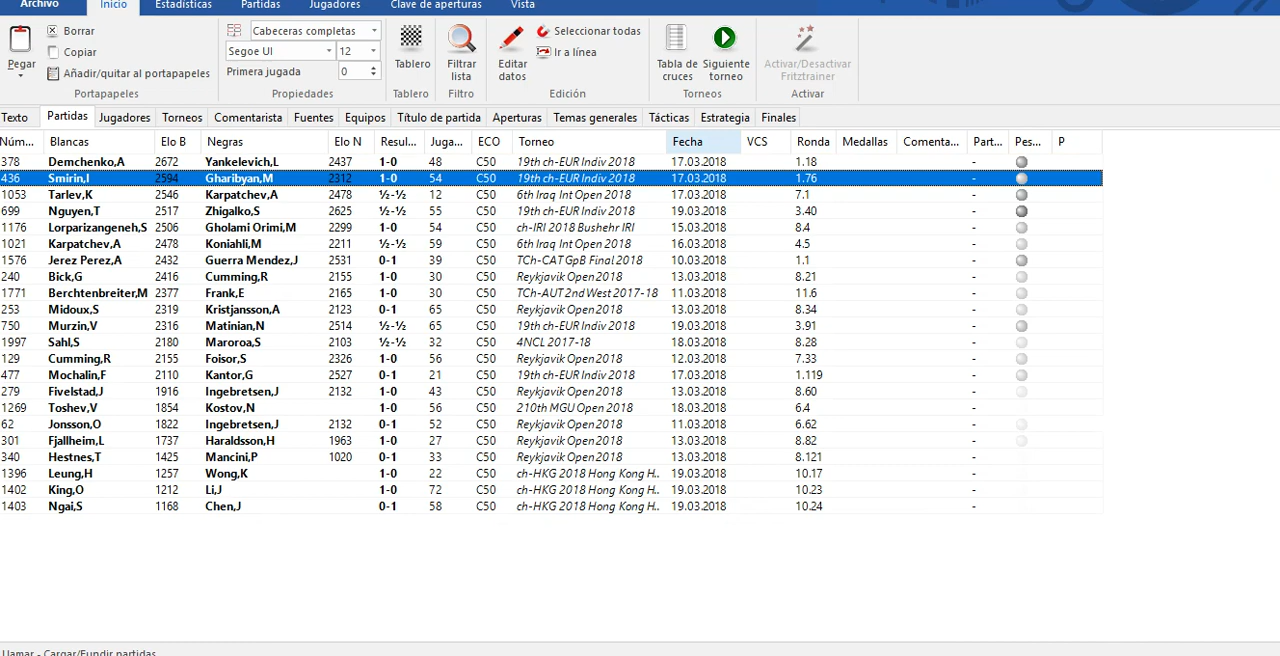 Archivo Inicio Estadísticas Partidas Jugadores Clave de aperturas Vista
Pegar
Borrar
Copiar
Añadir/quitar al portapapeles
Portapapeles
Cabeceras completas
Segoe UI 12
Primera jugada 0
Propiedades
Tablero
Tablero
Filtrar lista
Filtro
Editar datos
Seleccionar todas
Ir a línea
Edición
Tabla de cruces
Siguiente torneo
Torneos
Activar/Desactivar Fritztrainer
Activar
Texto Partidas Jugadores Torneos Comentarista Fuentes Equipos Título de partida Aperturas Temas generales Tácticas Estrategia Finales
Núm... Blancas Elo B Negras Elo N Resul... Juga... ECO Torneo Fecha VCS Ronda Medallas Comenta... Part... Pes... P
378 Demchenko,A 2672 Yankelevich,L 2437 1-0 48 C50 19th ch-EUR Indiv 2018 17.03.2018 1.18 -
436 Smirin,I 2594 Gharibyan,M 2312 1-0 54 C50 19th ch-EUR Indiv 2018 17.03.2018 1.76 -
1053 Tarlev,K 2546 Karpatchev,A 2478 ½-½ 12 C50 6th Iraq Int Open 2018 17.03.2018 7.1 -
699 Nguyen,T 2517 Zhigalko,S 2625 ½-½ 55 C50 19th ch-EUR Indiv 2018 19.03.2018 3.40 -
1176 Lorparizangeneh,S 2506 Gholami Orimi,M 2299 1-0 54 C50 ch-IRI 2018 Bushehr IRI 15.03.2018 8.4 -
1021 Karpatchev,A 2478 Koniahli,M 2211 ½-½ 59 C50 6th Iraq Int Open 2018 16.03.2018 4.5 -
1576 Jerez Perez,A 2432 Guerra Mendez,J 2531 0-1 39 C50 TCh-CAT GpB Final 2018 10.03.2018 1.1 -
240 Bick,G 2416 Cumming,R 2155 1-0 30 C50 Reykjavik Open 2018 13.03.2018 8.21 -
1771 Berchtenbreiter,M 2377 Frank,E 2165 1-0 30 C50 TCh-AUT 2nd West 2017-18 11.03.2018 11.6 -
253 Midoux,S 2319 Kristjansson,A 2123 0-1 65 C50 Reykjavik Open 2018 13.03.2018 8.34 -
750 Murzin,V 2316 Matinian,N 2514 ½-½ 65 C50 19th ch-EUR Indiv 2018 19.03.2018 3.91 -
1997 Sahl,S 2180 Maroroa,S 2103 ½-½ 32 C50 4NCL 2017-18 18.03.2018 8.28 -
129 Cumming,R 2155 Foisor,S 2326 1-0 56 C50 Reykjavik Open 2018 12.03.2018 7.33 -
477 Mochalin,F 2110 Kantor,G 2527 0-1 21 C50 19th ch-EUR Indiv 2018 17.03.2018 1.119 -
279 Fivelstad,J 1916 Ingebretsen,J 2132 1-0 43 C50 Reykjavik Open 2018 13.03.2018 8.60 -
1269 Toshev,V 1854 Kostov,N 1-0 56 C50 210th MGU Open 2018 18.03.2018 6.4 -
62 Jonsson,O 1822 Ingebretsen,J 2132 0-1 52 C50 Reykjavik Open 2018 11.03.2018 6.62 -
301 Fjallheim,L 1737 Haraldsson,H 1963 1-0 27 C50 Reykjavik Open 2018 13.03.2018 8.82 -
340 Hestnes,T 1425 Mancini,P 1020 0-1 33 C50 Reykjavik Open 2018 13.03.2018 8.121 -
1396 Leung,H 1257 Wong,K 1-0 22 C50 ch-HKG 2018 Hong Kong H.. 19.03.2018 10.17 -
1402 King,O 1212 Li,J 1-0 72 C50 ch-HKG 2018 Hong Kong H.. 19.03.2018 10.23 -
1403 Ngai,S 1168 Chen,J 0-1 58 C50 ch-HKG 2018 Hong Kong H.. 19.03.2018 10.24 -
Llamar - Cargar/Fundir partidas